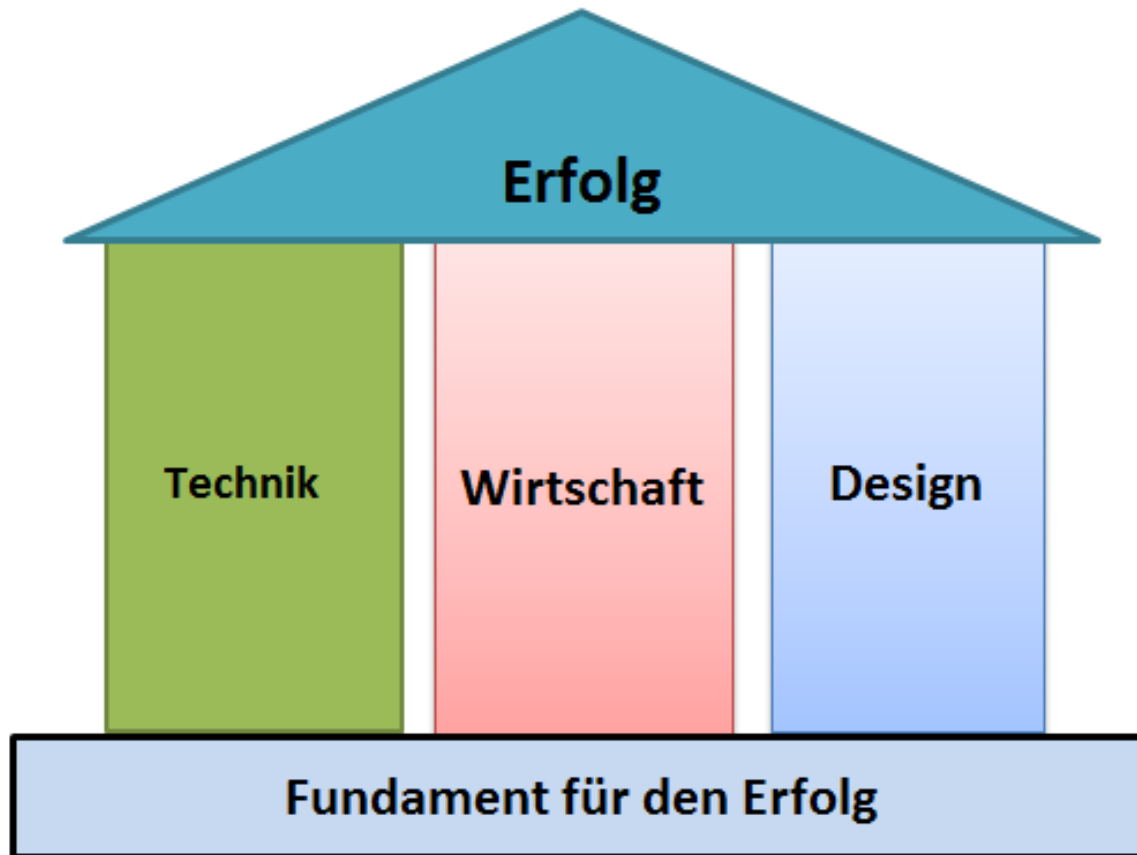 Erfolg
Technik
Wirtschaft
Design
Fundament für den Erfolg